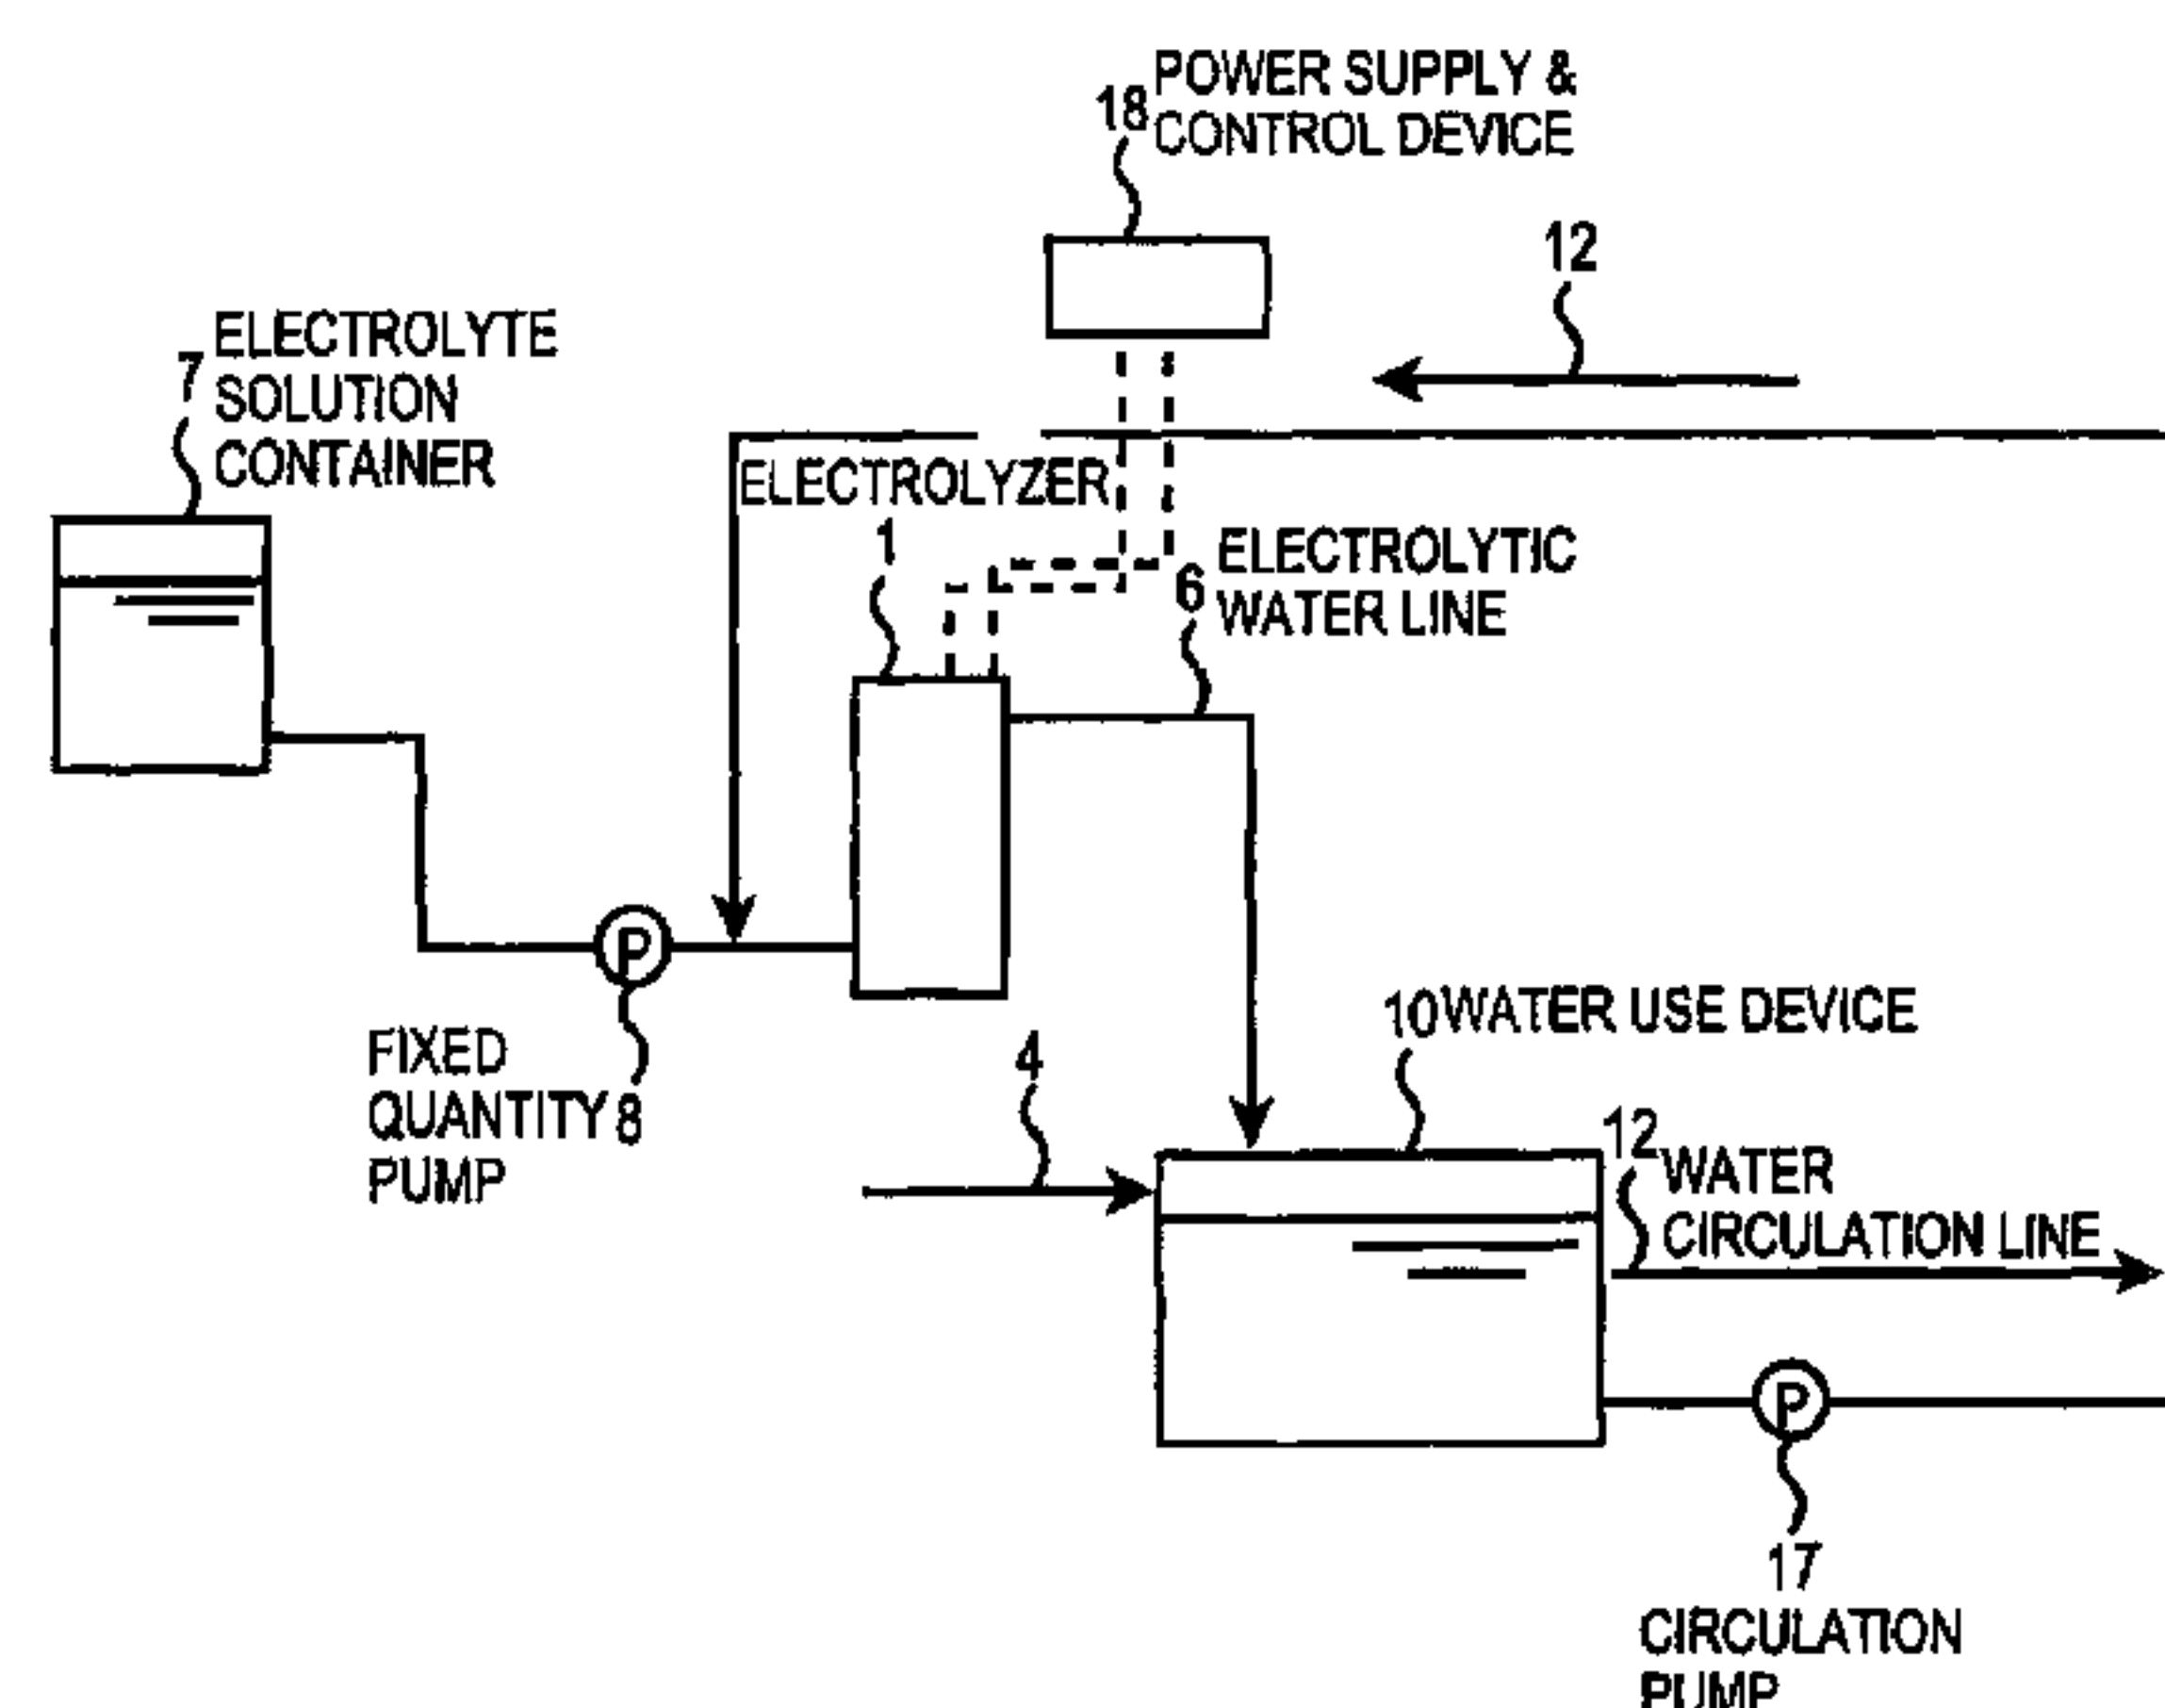 POWER SUPPLY &
18 CONTROL DEVICE
12
ELECTROLYTE
7 SOLUTION
CONTAINER
ELECTROLYZER
1
ELECTROLYTIC
6 WATER LINE
P
FIXED
QUANTITY 8
PUMP
4
10 WATER USE DEVICE
12 WATER
CIRCULATION LINE
P
17
CIRCULATION
PUMP